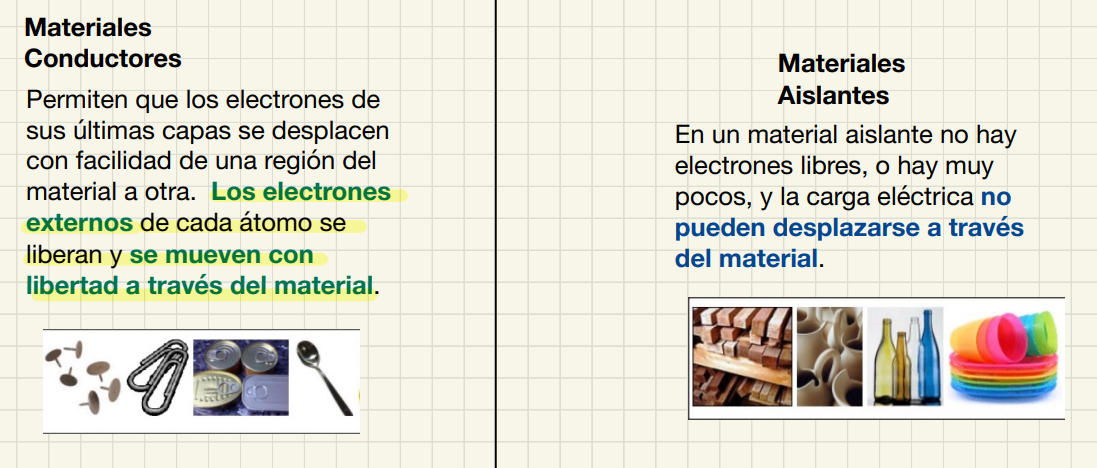 Materiales
Conductores
Permiten que los electrones de
sus últimas capas se desplacen
con facilidad de una región del
material a otra. Los electrones
externos de cada átomo se
liberan y se mueven con
libertad a través del material.
Materiales
Aislantes
En un material aislante no hay
electrones libres, o hay muy
pocos, y la carga eléctrica no
pueden desplazarse a través
del material.